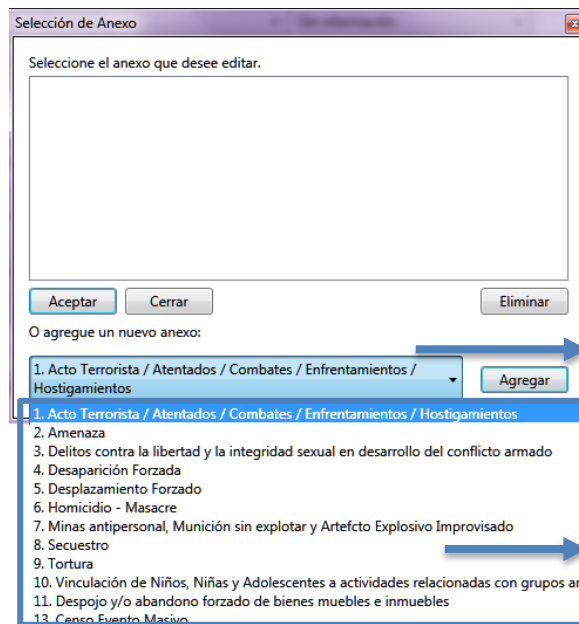 Selección de Anexo
Seleccione el anexo que desee editar.
Aceptar
Cerrar
Eliminar
O agregue un nuevo anexo:
1. Acto Terrorista / Atentados / Combates / Enfrentamientos /
Hostigamientos
Agregar
1. Acto Terrorista / Atentados / Combates / Enfrentamientos / Hostigamientos
2. Amenaza
3. Delitos contra la libertad y la integridad sexual en desarrollo del conflicto armado
4. Desaparición Forzada
5. Desplazamiento Forzado
6. Homicidio - Masacre
7. Minas antipersonal, Munición sin explotar y Artefcto Explosivo Improvisado
8. Secuestro
9. Tortura
10. Vinculación de Niños, Niñas y Adolescentes a actividades relacionadas con grupos
11. Despojo y/o abandono forzado de bienes muebles e inmuebles
13. Censo Evento Masivo